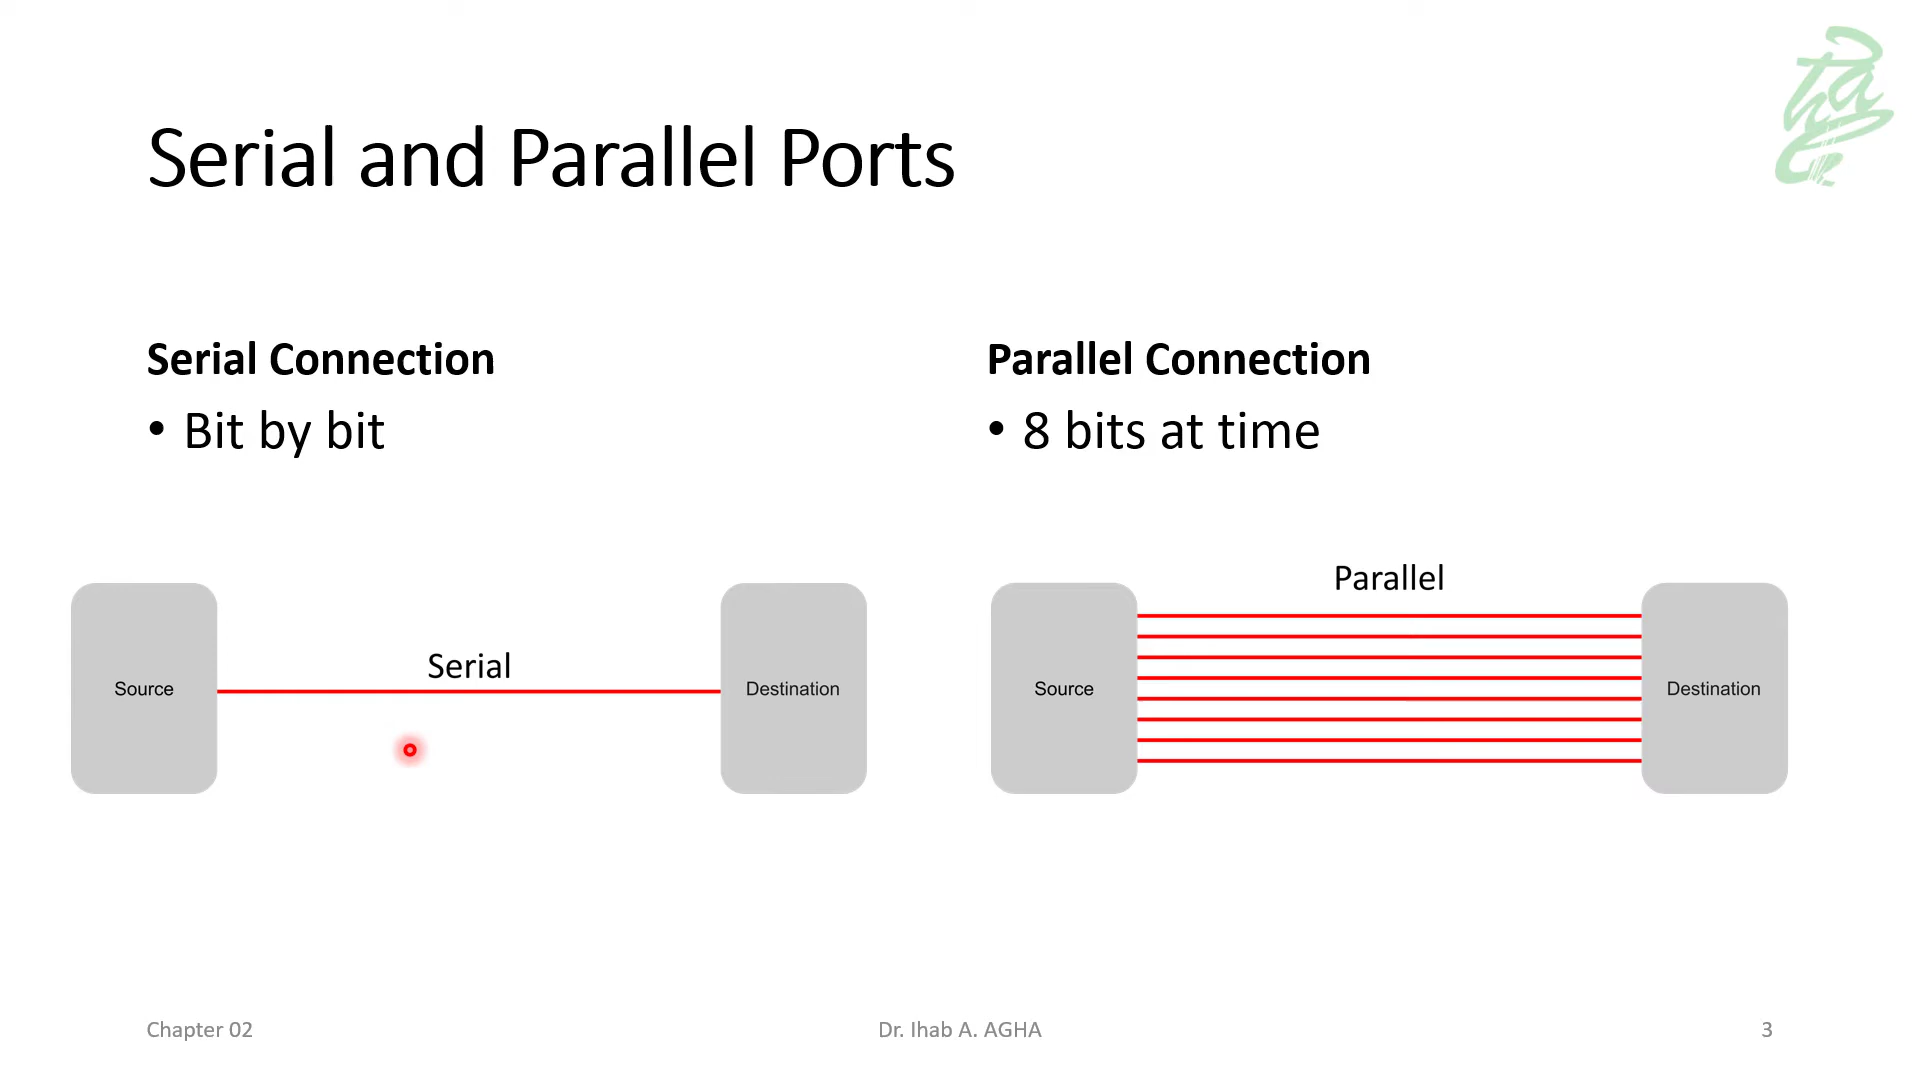 Serial and Parallel Ports
Serial Connection
• Bit by bit
Parallel Connection
• 8 bits at time
Serial
Source
Destination
Parallel
Source
Destination
Chapter 02
Dr. Ihab A. AGHA
3